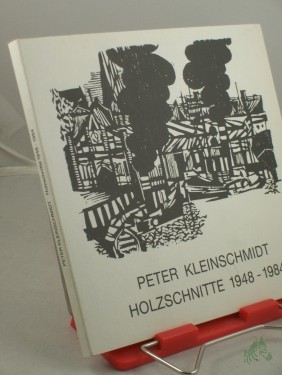 PETER KLEINSCHMIDT
HOLZSCHNITTE 1948-1984